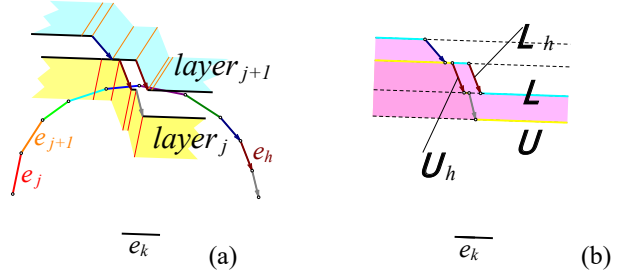 layer_{j+1}
layer_j
e_{j+1}
e_j
e_h
e_k
(a)
L_h
L
U
U_h
e_k
(b)